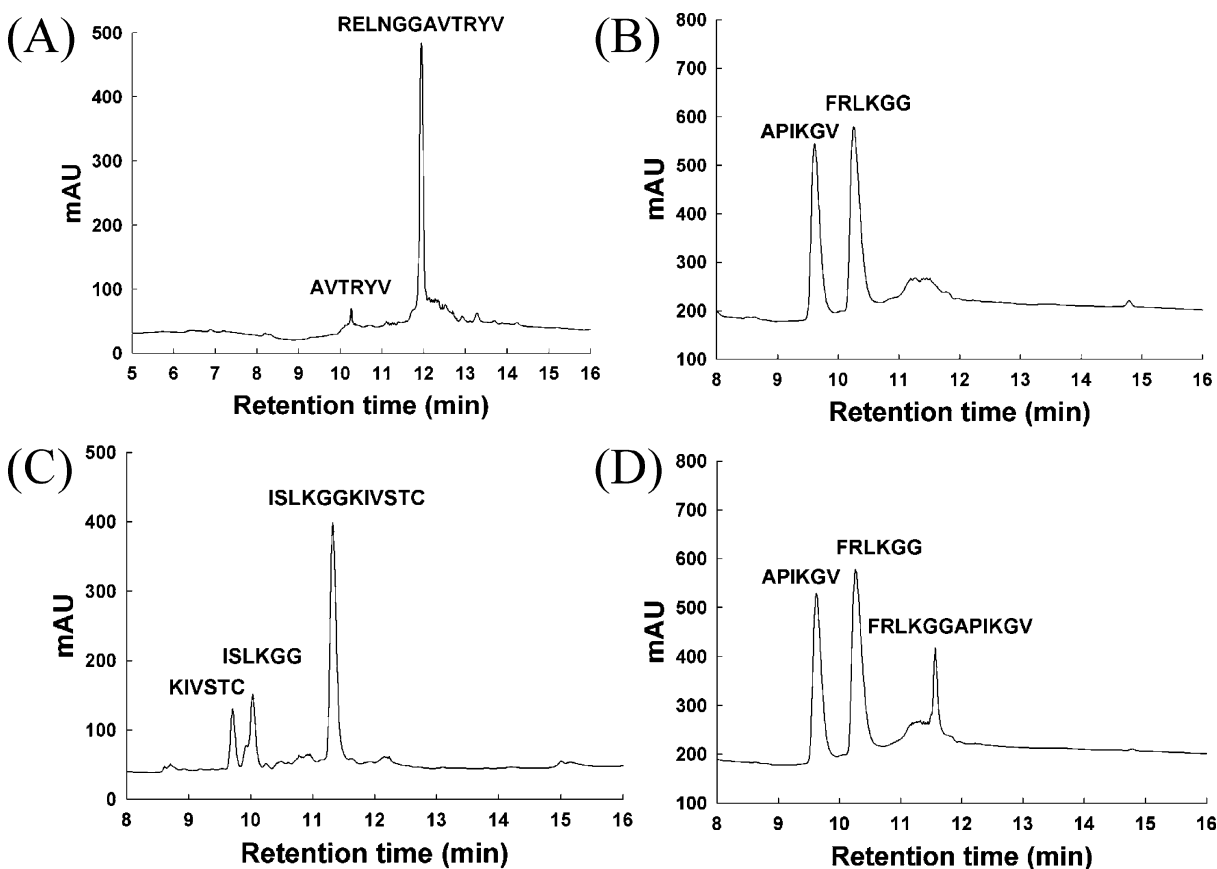 (A)
RELNGGAVTRYV
AVTRYV
mAU
500
400
300
200
100
0
5 6 7 8 9 10 11 12 13 14 15 16
Retention time (min)
(B)
FRLKGG
APIKGV
mAU
800
700
600
500
400
300
200
100
8 9 10 11 12 13 14 15 16
Retention time (min)
(C)
ISLKGGKIVSTC
ISLKGG
KIVSTC
mAU
500
400
300
200
100
0
8 9 10 11 12 13 14 15 16
Retention time (min)
(D)
FRLKGG
APIKGV
FRLKGGAPIKGV
mAU
800
700
600
500
400
300
200
100
8 9 10 11 12 13 14 15 16
Retention time (min)